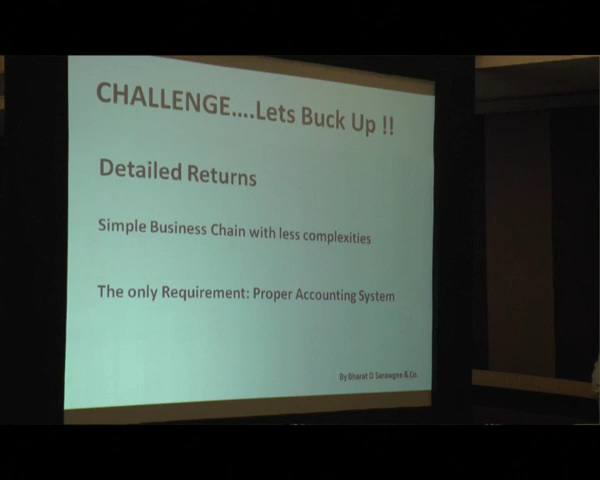 CHALLENGE....Lets Buck Up !!
Detailed Returns
Simple Business Chain with less complexities
The only Requirement: Proper Accounting System
By Bharat D Sarawgee & Co.